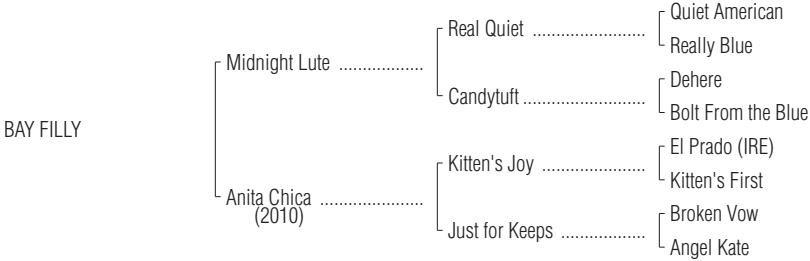 Quiet American
Real Quiet ........................
Really Blue
Midnight Lute ..................
Dehere
Candytuft..........................
Bolt From the Blue
BAY FILLY
El Prado (IRE)
Kitten's Joy ......................
Kitten's First
Anita Chica ......................
(2010)
Broken Vow
Just for Keeps ..................
Angel Kate